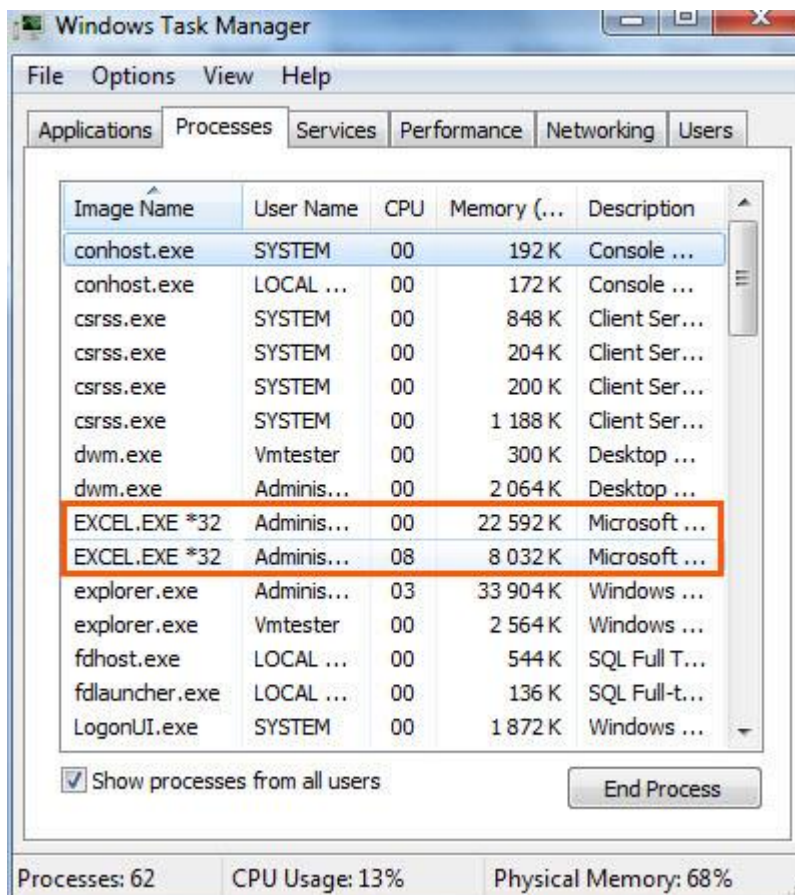 Windows Task Manager
File Options View Help
Applications Processes Services Performance Networking Users
Image Name User Name CPU Memory (... Description
conhost.exe SYSTEM 00 192 K Console ...
conhost.exe LOCAL ... 00 172 K Console ...
csrss.exe SYSTEM 00 848 K Client Ser...
csrss.exe SYSTEM 00 204 K Client Ser...
csrss.exe SYSTEM 00 200 K Client Ser...
csrss.exe SYSTEM 00 1 188 K Client Ser...
dwm.exe Vmtester 00 300 K Desktop ...
dwm.exe Adminis... 00 2 064 K Desktop ...
EXCEL.EXE *32 Adminis... 00 22 592 K Microsoft ...
EXCEL.EXE *32 Adminis... 08 8 032 K Microsoft ...
explorer.exe Adminis... 03 33 904 K Windows ...
explorer.exe Vmtester 00 2 564 K Windows ...
fdhost.exe LOCAL ... 00 544 K SQL Full T...
fdlauncher.exe LOCAL ... 00 136 K SQL Full-t...
LogonUI.exe SYSTEM 00 1 872 K Windows ...
Show processes from all users
End Process
Processes: 62 CPU Usage: 13% Physical Memory: 68%